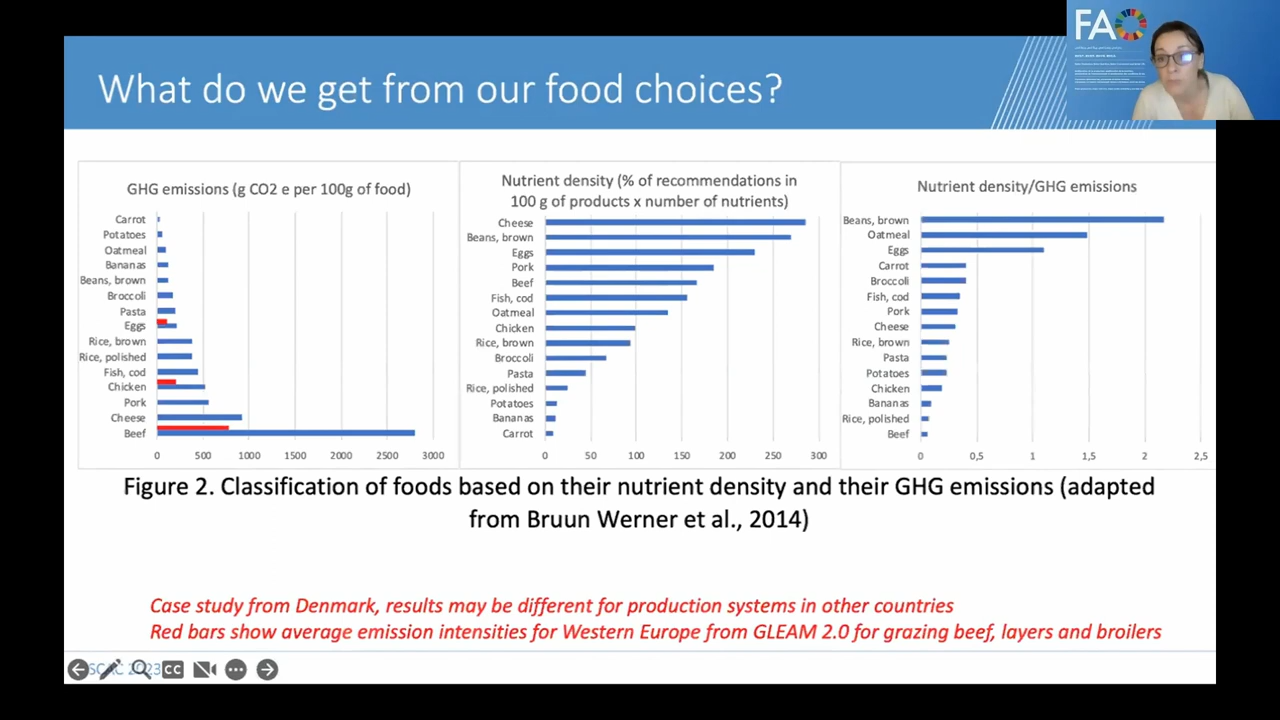 FAO
What do we get from our food choices?
GHG emissions (g CO2 e per 100g of food)
Carrot
Potatoes
Oatmeal
Bananas
Beans, brown
Broccoli
Pasta
Eggs
Rice, brown
Rice, polished
Fish, cod
Chicken
Pork
Cheese
Beef
0 500 1000 1500 2000 2500 3000
Nutrient density (% of recommendations in
100 g of products x number of nutrients)
Cheese
Beans, brown
Eggs
Pork
Beef
Fish, cod
Oatmeal
Chicken
Rice, brown
Broccoli
Pasta
Rice, polished
Potatoes
Bananas
Carrot
0 50 100 150 200 250 300
Nutrient density/GHG emissions
Beans, brown
Oatmeal
Eggs
Carrot
Broccoli
Fish, cod
Pork
Cheese
Rice, brown
Pasta
Potatoes
Chicken
Bananas
Rice, polished
Beef
0 0,5 1 1,5 2 2,5
Figure 2. Classification of foods based on their nutrient density and their GHG emissions (adapted
from Bruun Werner et al., 2014)
Case study from Denmark, results may be different for production systems in other countries
Red bars show average emission intensities for Western Europe from GLEAM 2.0 for grazing beef, layers and broilers
2023
CC